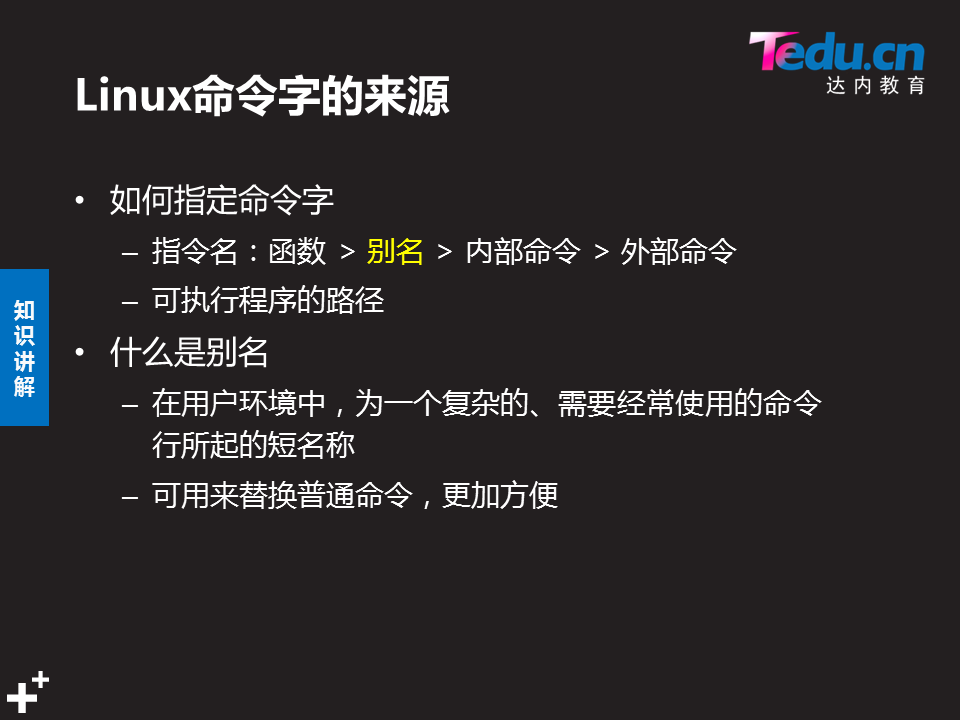 Tedu.cn
达内教育
Linux命令字的来源
• 如何指定命令字
– 指令名：函数 > 别名 > 内部命令 > 外部命令
– 可执行程序的路径
• 什么是别名
– 在用户环境中，为一个复杂的、需要经常使用的命令
行所起的短名称
– 可用来替换普通命令，更加方便
知
识
讲
解